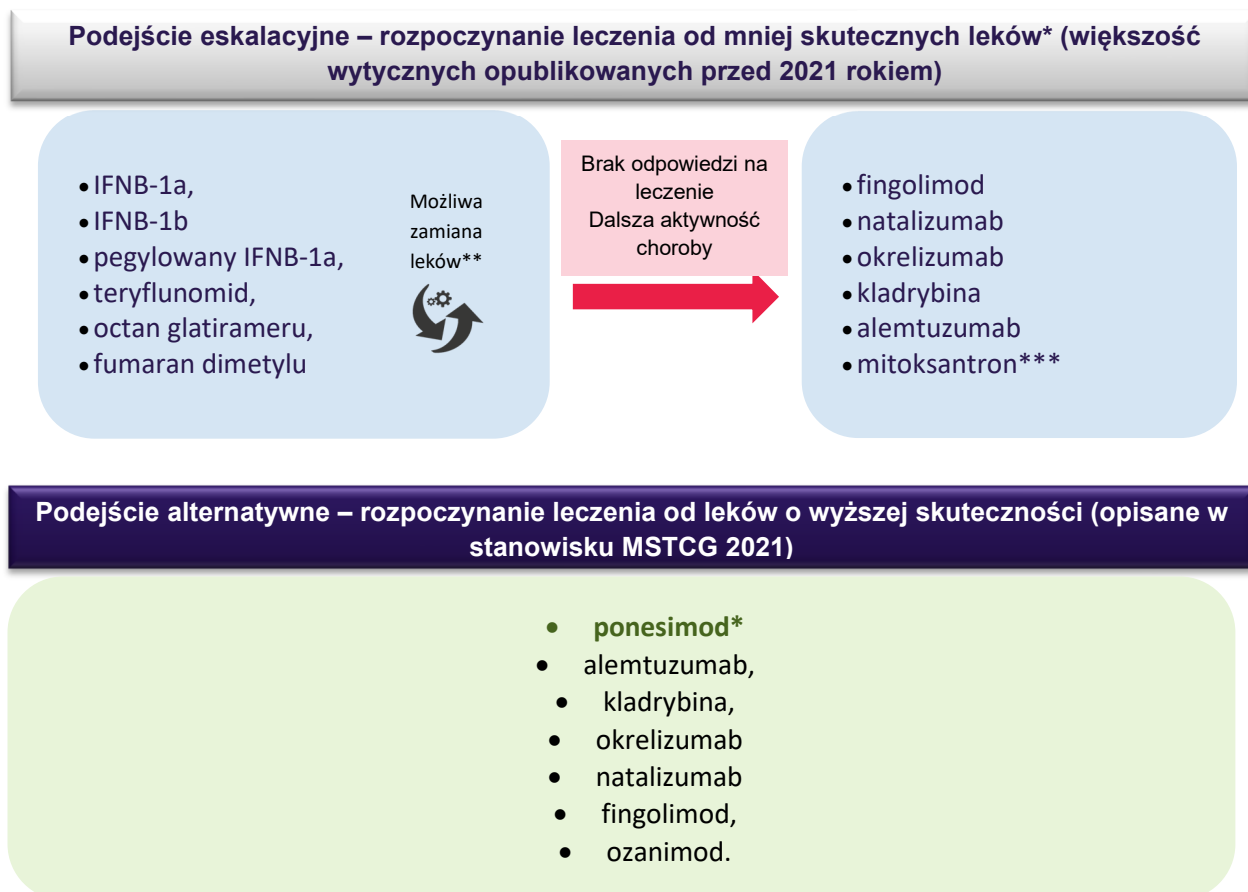 Podejście eskalacyjne – rozpoczynanie leczenia od mniej skutecznych leków* (większość
wytycznych opublikowanych przed 2021 rokiem)
• IFNB-1a,
• IFNB-1b
• pegylowany IFNB-1a,
• teryflunomid,
• octan glatirameru,
• fumaran dimetylu
Możliwa
zamiana
leków**
Brak odpowiedzi na
leczenie
Dalsza aktywność
choroby
• fingolimod
• natalizumab
• okrelizumab
• kladrybina
• alemtuzumab
• mitoksantron***
Podejście alternatywne – rozpoczynanie leczenia od leków o wyższej skuteczności (opisane w
stanowisku MSTCG 2021)
• ponesimod*
• alemtuzumab,
• kladrybina,
• okrelizumab
• natalizumab
• fingolimod,
• ozanimod.